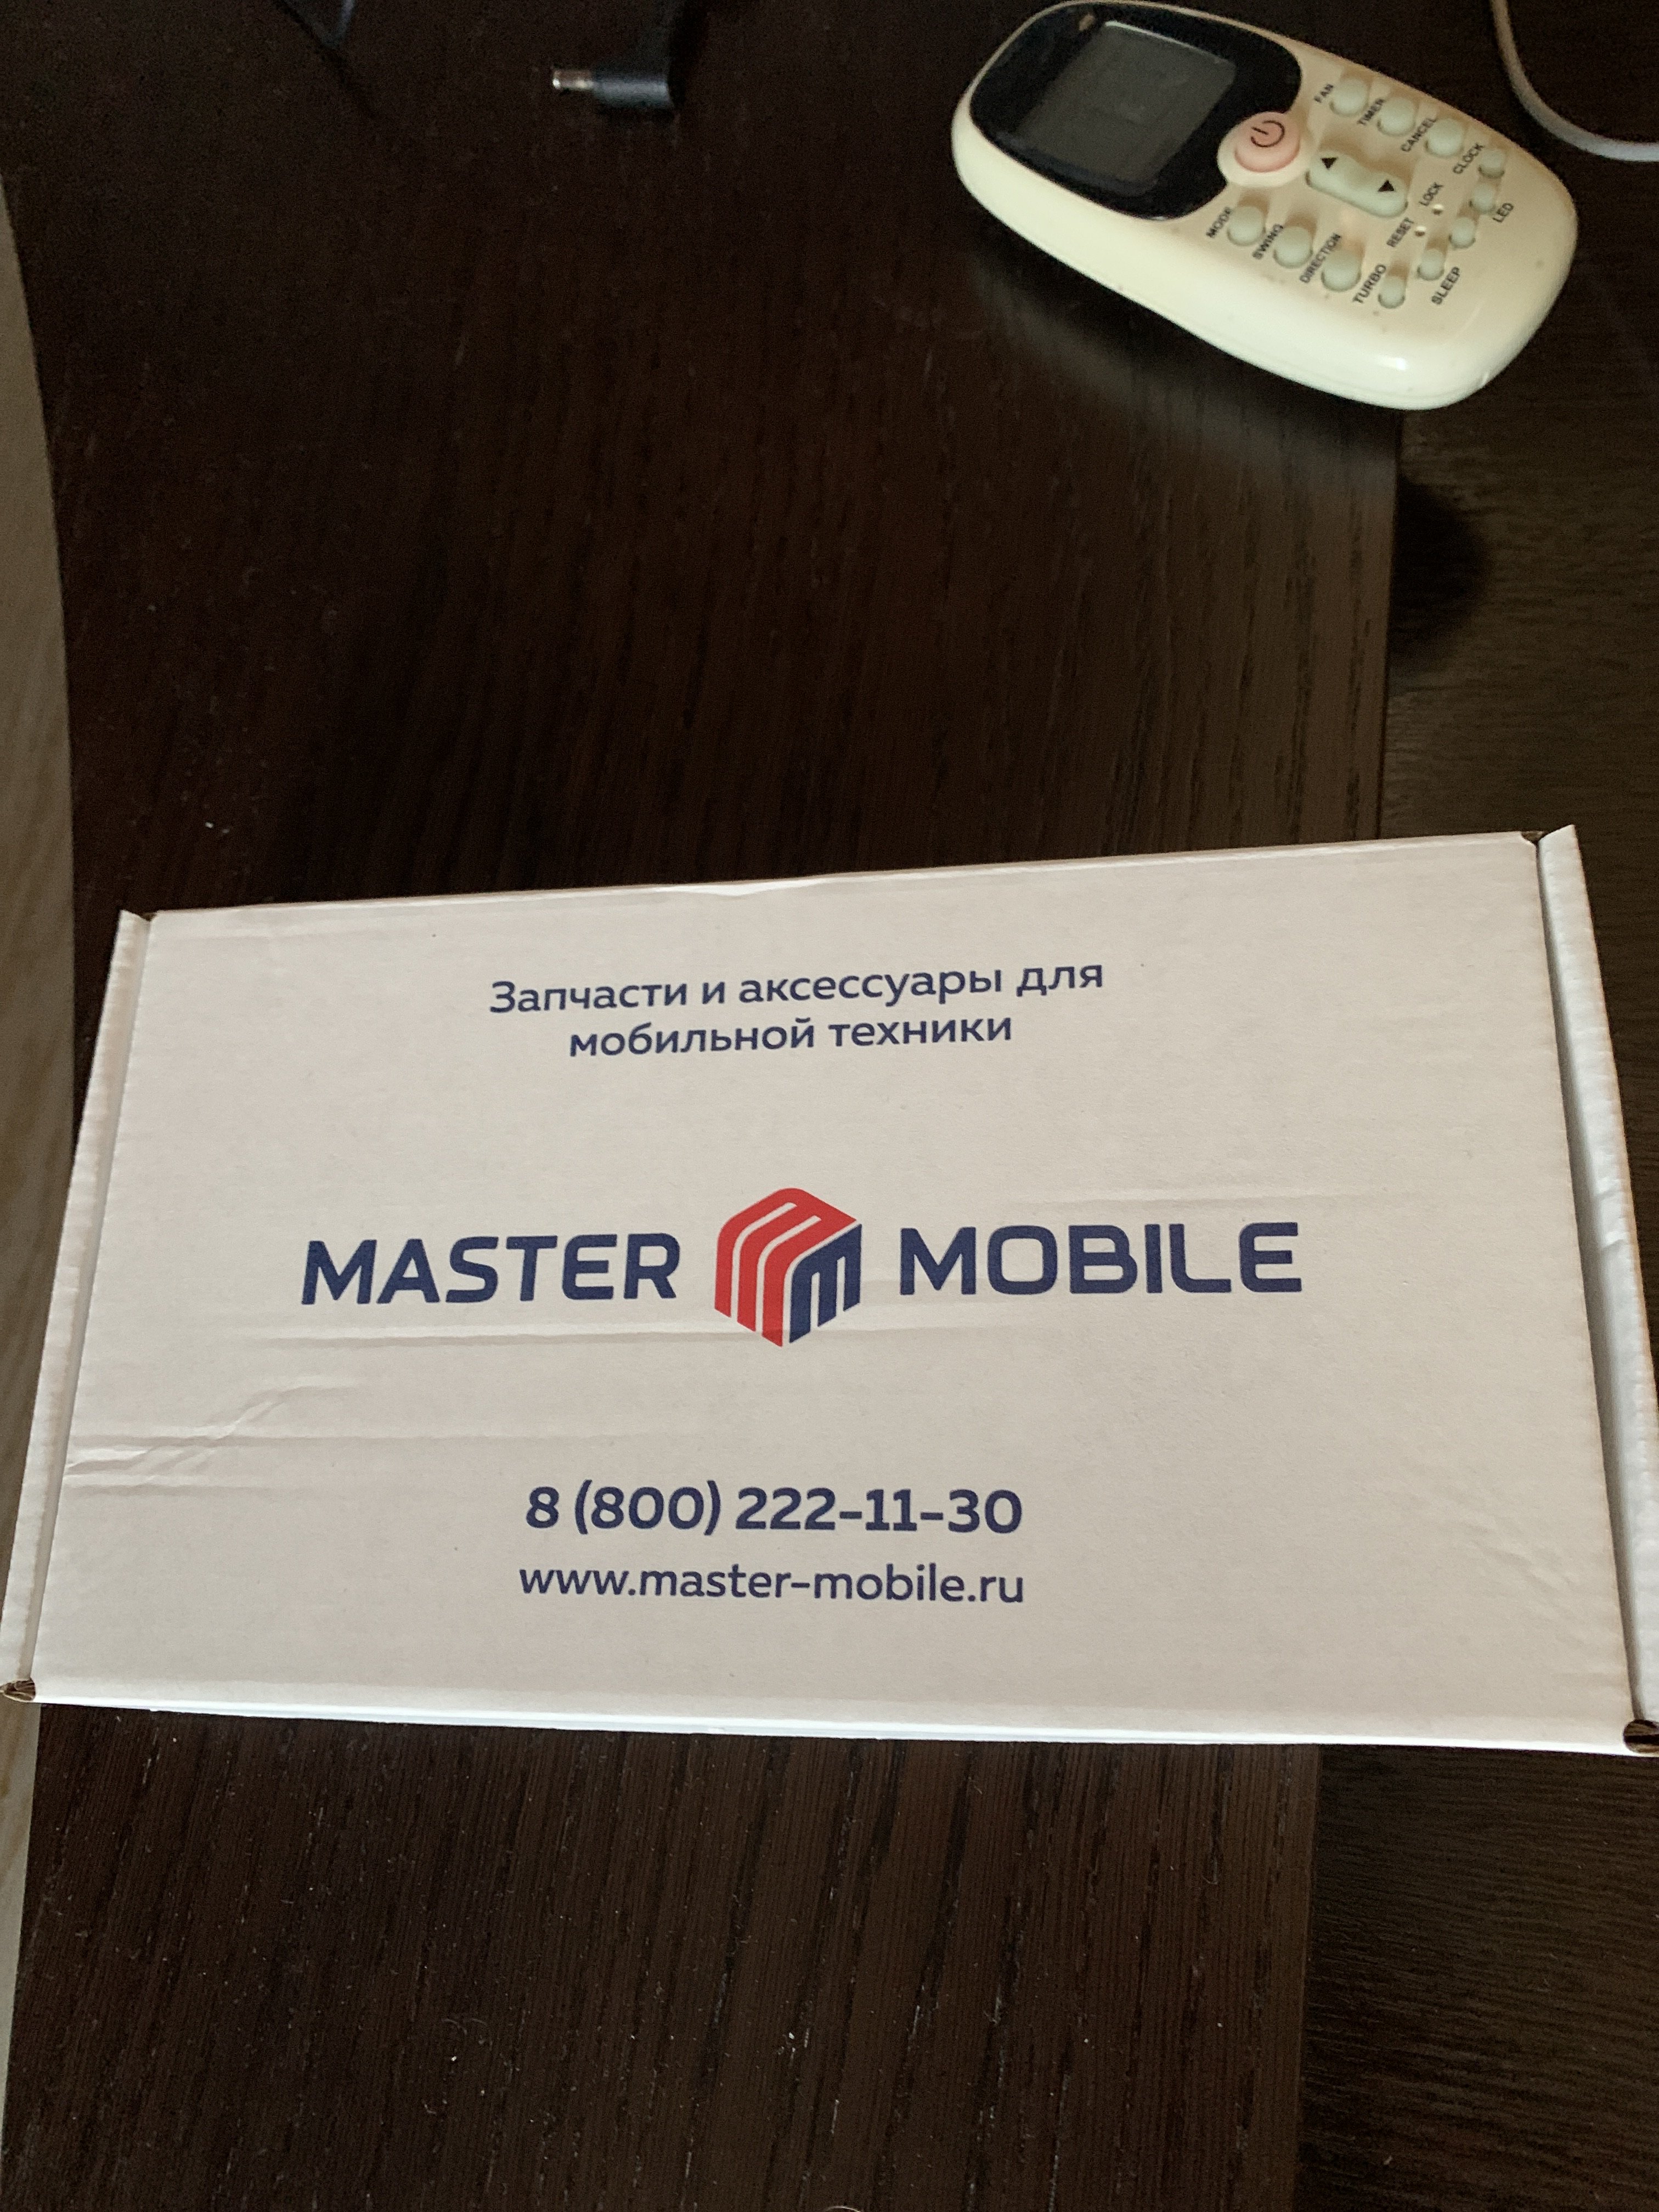 FAN
TIMER
CANCEL
CLOCK
LOCK
LED
MODE
SWING
DIRECTION
RESET
TURBO
SLEEP
Запчасти и аксессуары для
мобильной техники
MASTER MOBILE
8 (800) 222-11-30
www.master-mobile.ru